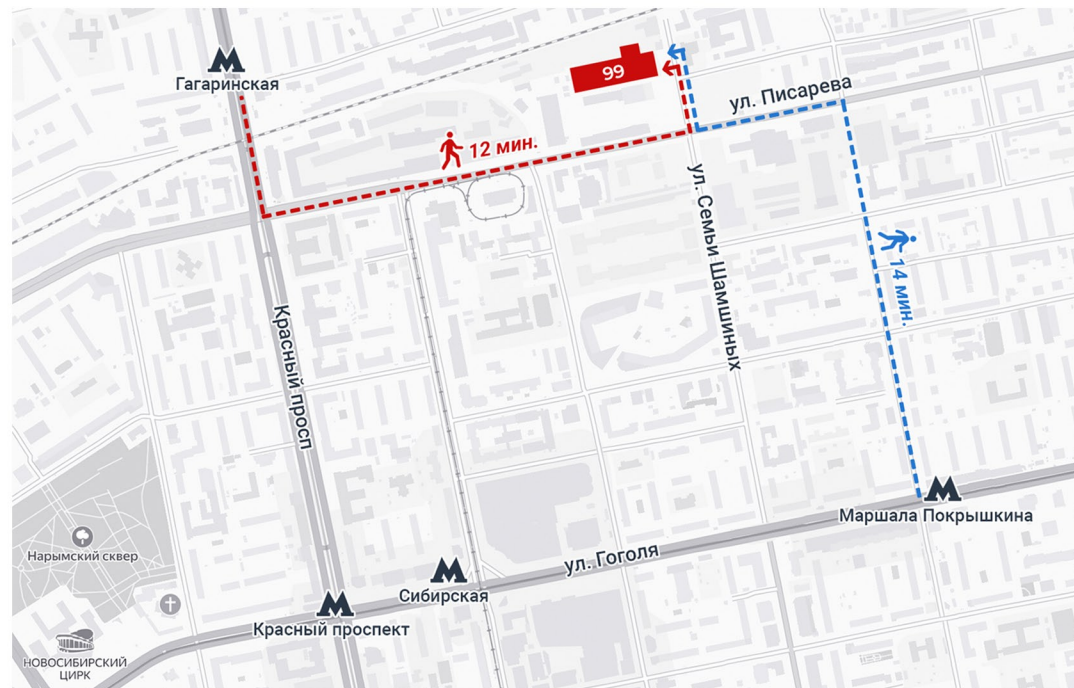 Гагаринская
99
ул. Писарева
12 мин.
ул. Семьи Шамшиных
14 мин.
Красный просп
Маршала Покрышкина
Нарымский сквер
ул. Гоголя
Сибирская
Красный проспект
НОВОСИБИРСКИЙ
ЦИРК